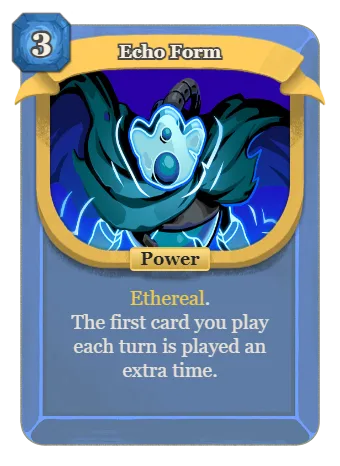 3
Echo Form
Power
Ethereal.
The first card you play
each turn is played an
extra time.